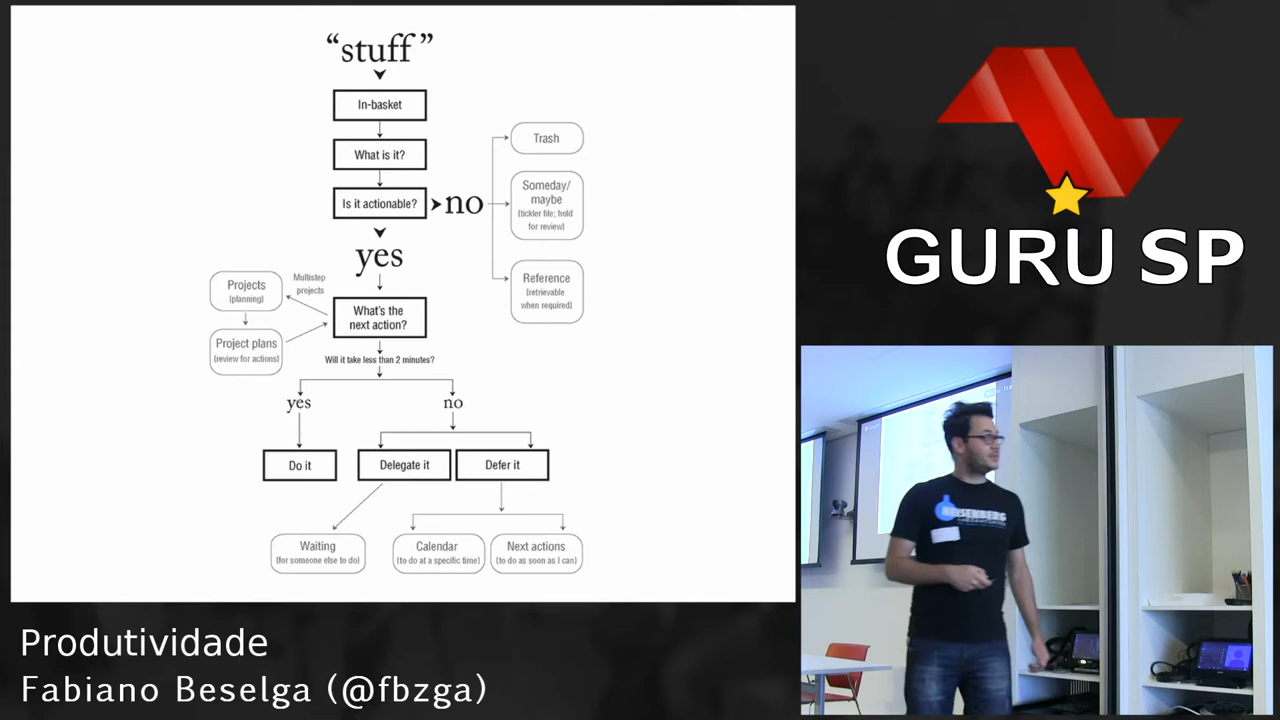 “stuff”
In-basket
What is it?
Is it actionable?
no
Trash
Someday/
maybe
(tickler file; hold
for review)
Reference
(retrievable
when required)
yes
Multistep
projects
Projects
(planning)
Project plans
(review for actions)
What's the
next action?
Will it take less than 2 minutes?
yes
no
Do it
Delegate it
Defer it
Waiting
(for someone else to do)
Calendar
(to do at a specific time)
Next actions
(to do as soon as I can)
GURU SP
HEISENBERG
Produtividade
Fabiano Beselga (@fbzga)